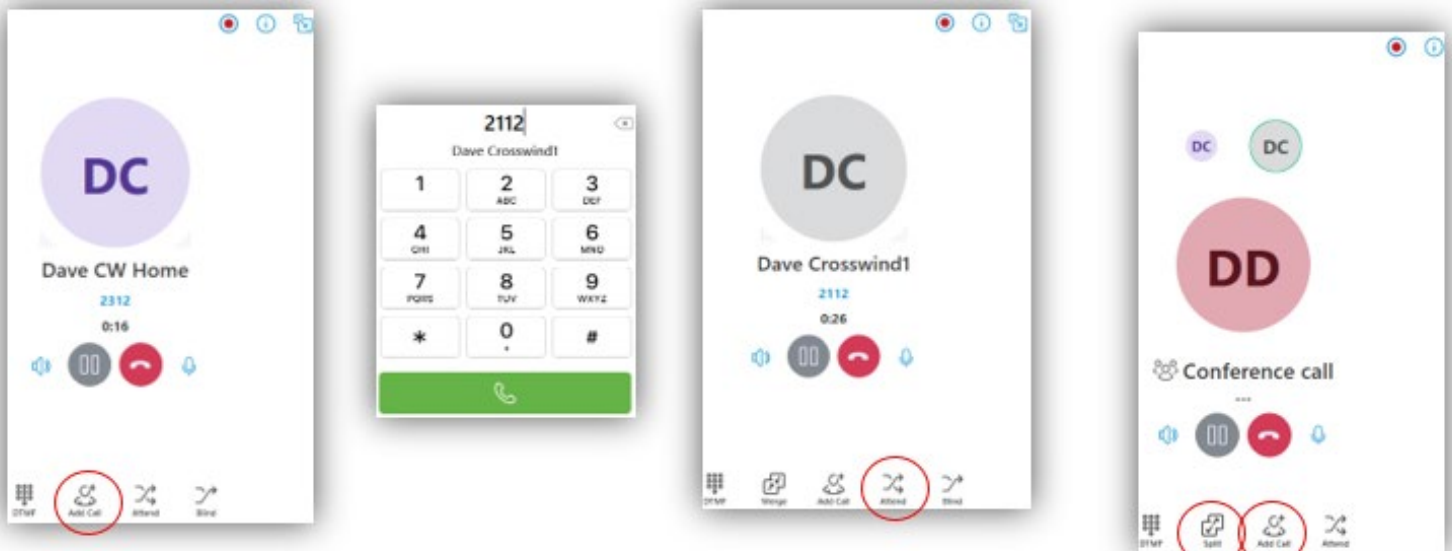 DC
Dave CW Home
2312
0:16
DTMF Add Call Attend Blind
2112
Dave Crosswind1
1 2 3
ABC DEF
4 5 6
GHI JKL MNO
7 8 9
PQRS TUV WXYZ
* 0 #
+
DC
Dave Crosswind1
2112
0:26
DTMF Merge Add Call Attend Blind
DC DC
DD
Conference call
---
DTMF Split Add Call Attend